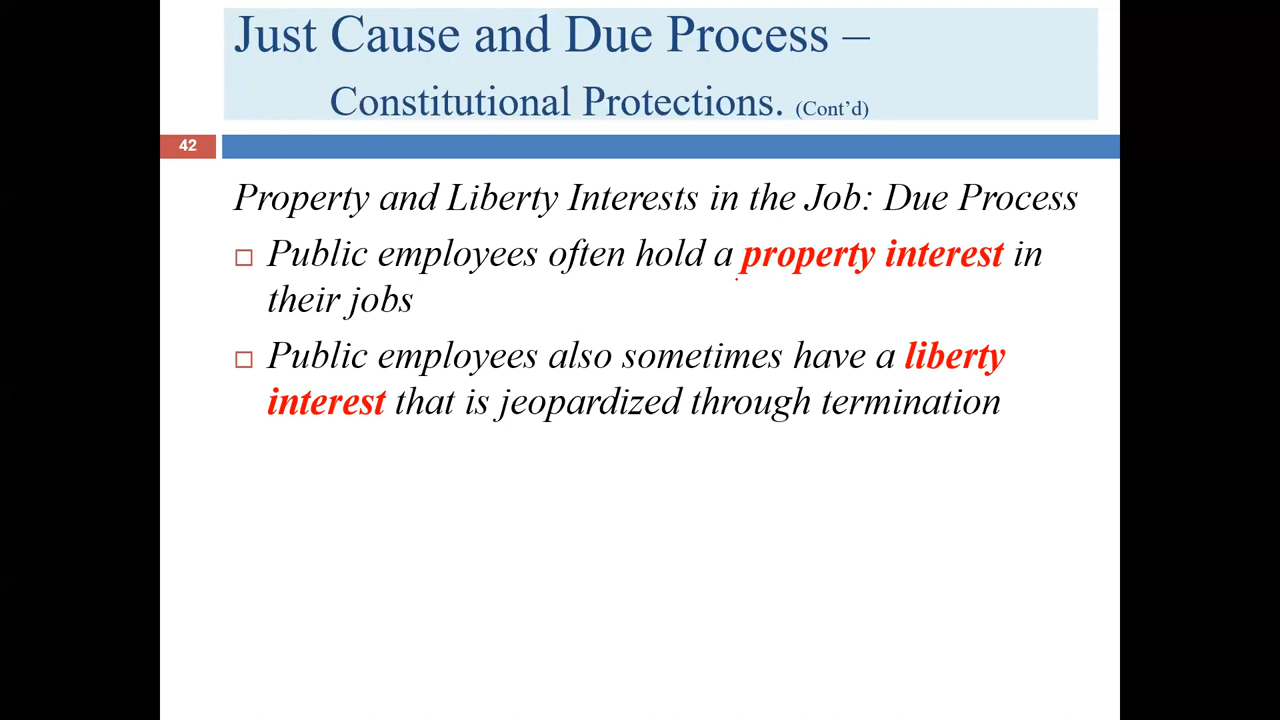 Just Cause and Due Process –
Constitutional Protections. (Cont’d)
42
Property and Liberty Interests in the Job: Due Process
Public employees often hold a property interest in
their jobs
Public employees also sometimes have a liberty
interest that is jeopardized through termination